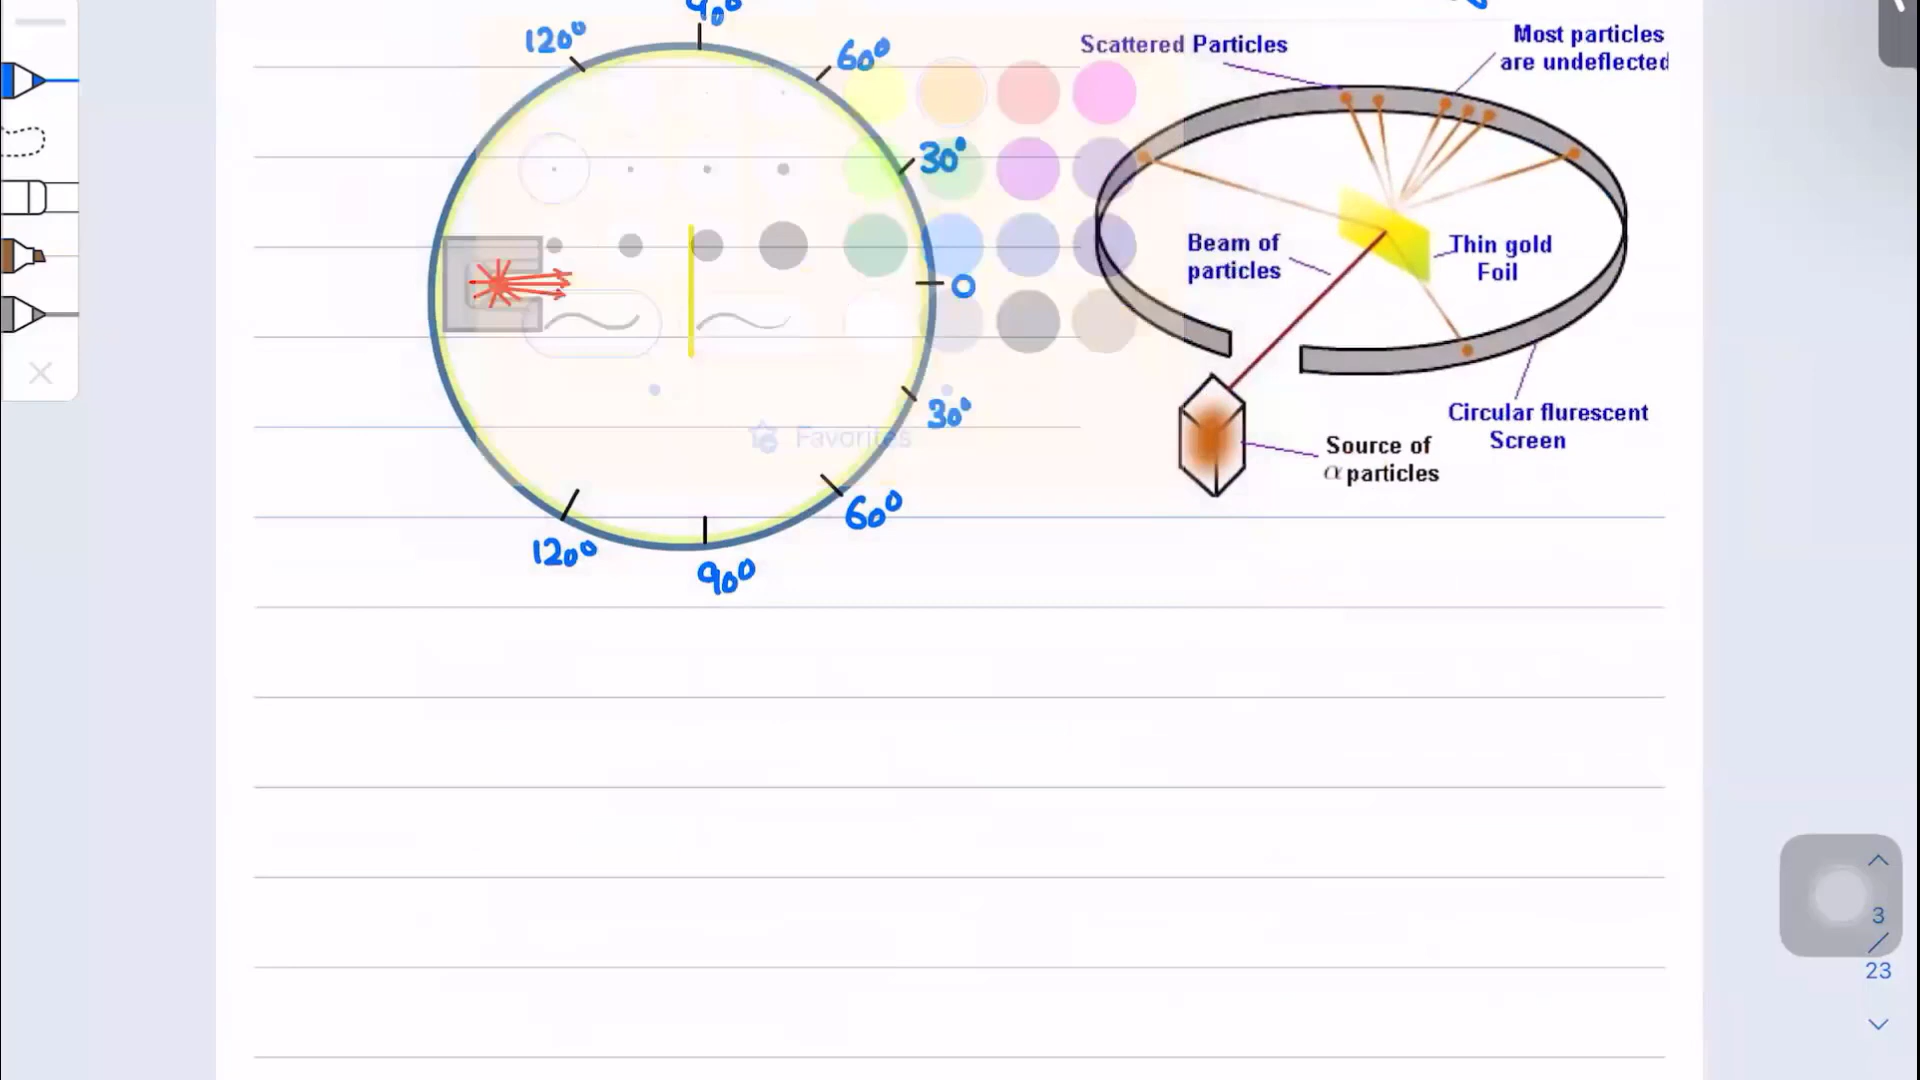 90°
120°
60°
30°
0
30°
60°
120°
90°
Scattered Particles
Most particles
are undeflected
Beam of
particles
Thin gold
Foil
Circular flurescent
Screen
Source of
α particles
Favorites
3
/
23